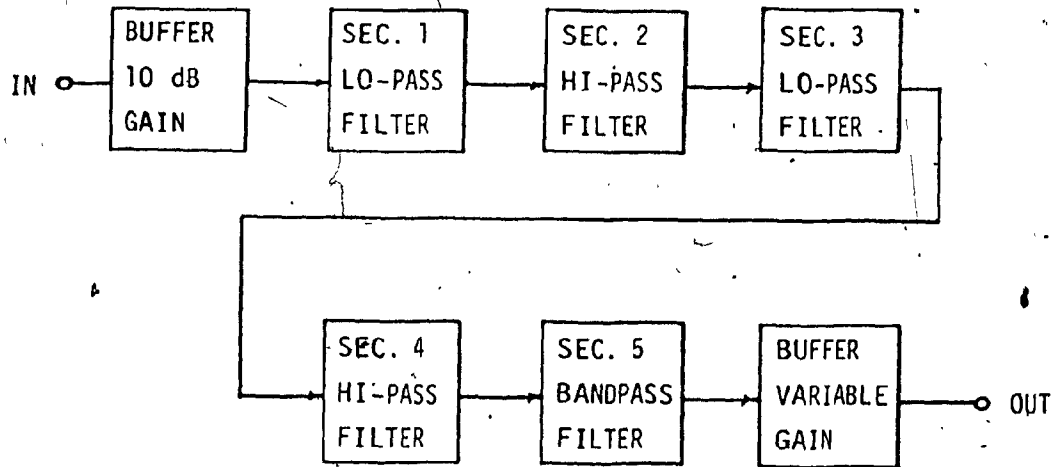 IN
BUFFER
10 dB
GAIN
SEC. 1
LO-PASS
FILTER
SEC. 2
HI-PASS
FILTER
SEC. 3
LO-PASS
FILTER
SEC. 4
HI-PASS
FILTER
SEC. 5
BANDPASS
FILTER
BUFFER
VARIABLE
GAIN
OUT